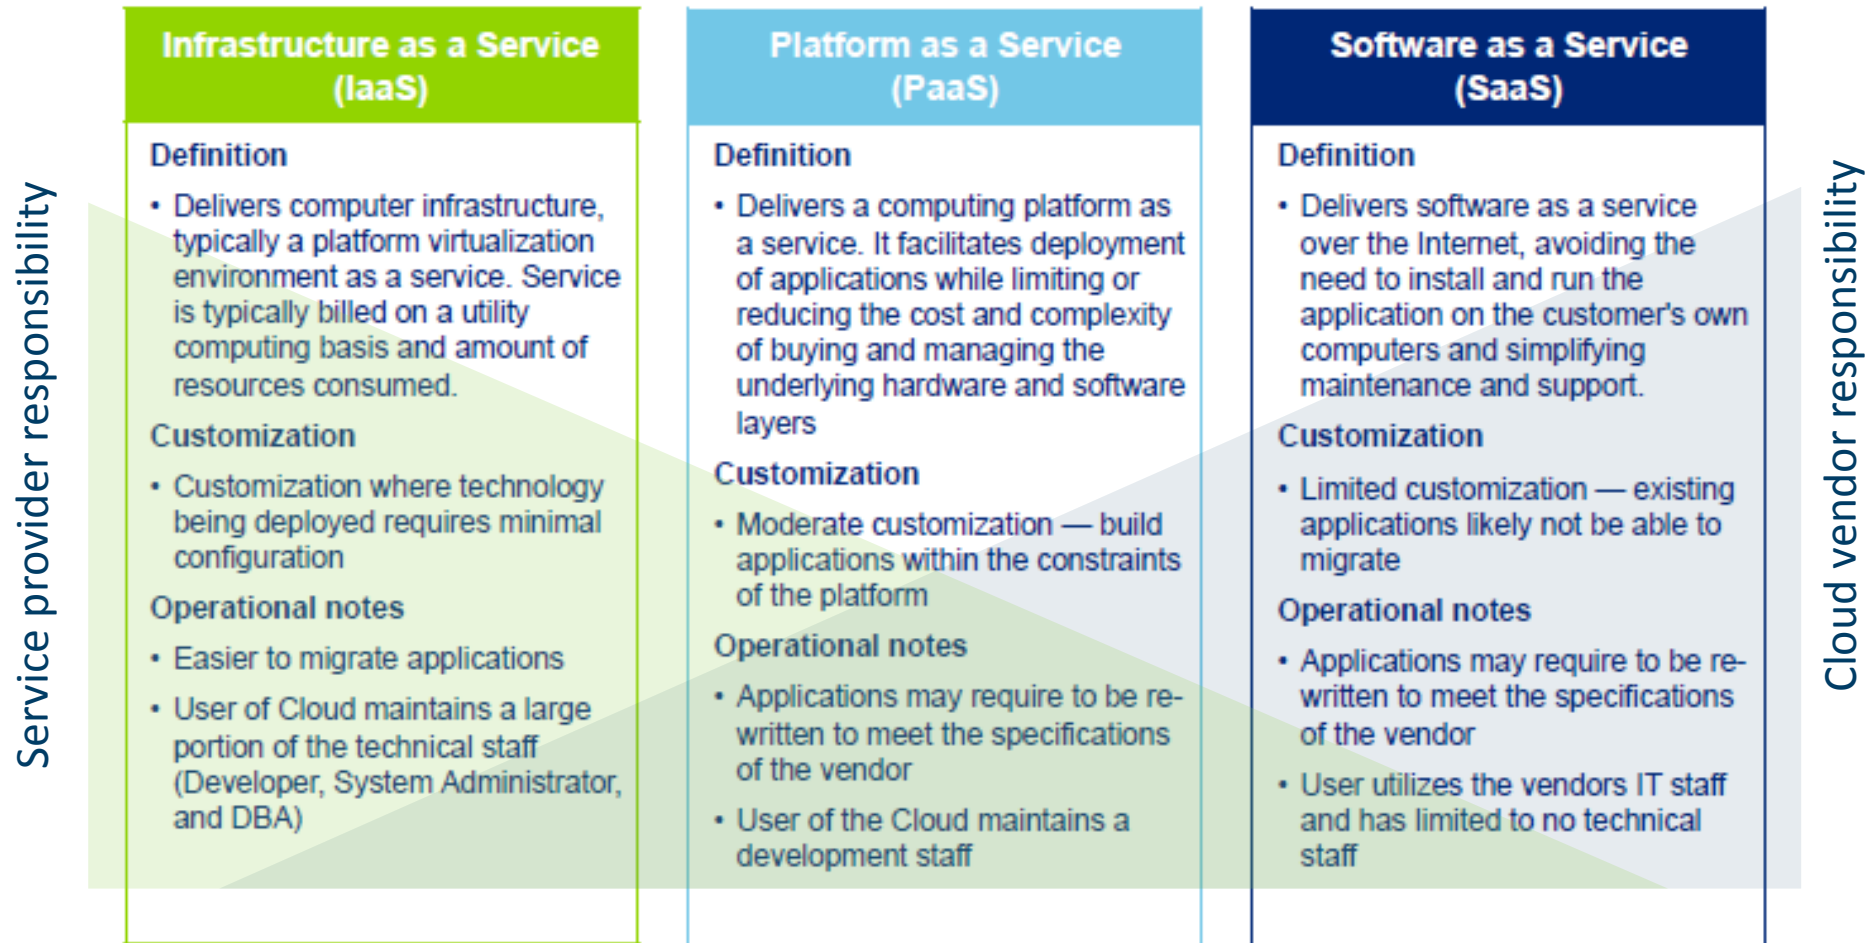 Service provider responsibility
Infrastructure as a Service
(IaaS)
Definition
• Delivers computer infrastructure,
typically a platform virtualization
environment as a service. Service
is typically billed on a utility
computing basis and amount of
resources consumed.
Customization
• Customization where technology
being deployed requires minimal
configuration
Operational notes
• Easier to migrate applications
• User of Cloud maintains a large
portion of the technical staff
(Developer, System Administrator,
and DBA)
Platform as a Service
(PaaS)
Definition
• Delivers a computing platform as
a service. It facilitates deployment
of applications while limiting or
reducing the cost and complexity
of buying and managing the
underlying hardware and software
layers
Customization
• Moderate customization — build
applications within the constraints
of the platform
Operational notes
• Applications may require to be re-
written to meet the specifications
of the vendor
• User of the Cloud maintains a
development staff
Software as a Service
(SaaS)
Definition
• Delivers software as a service
over the Internet, avoiding the
need to install and run the
application on the customer's own
computers and simplifying
maintenance and support.
Customization
• Limited customization — existing
applications likely not be able to
migrate
Operational notes
• Applications may require to be re-
written to meet the specifications
of the vendor
• User utilizes the vendors IT staff
and has limited to no technical
staff
Cloud vendor responsibility